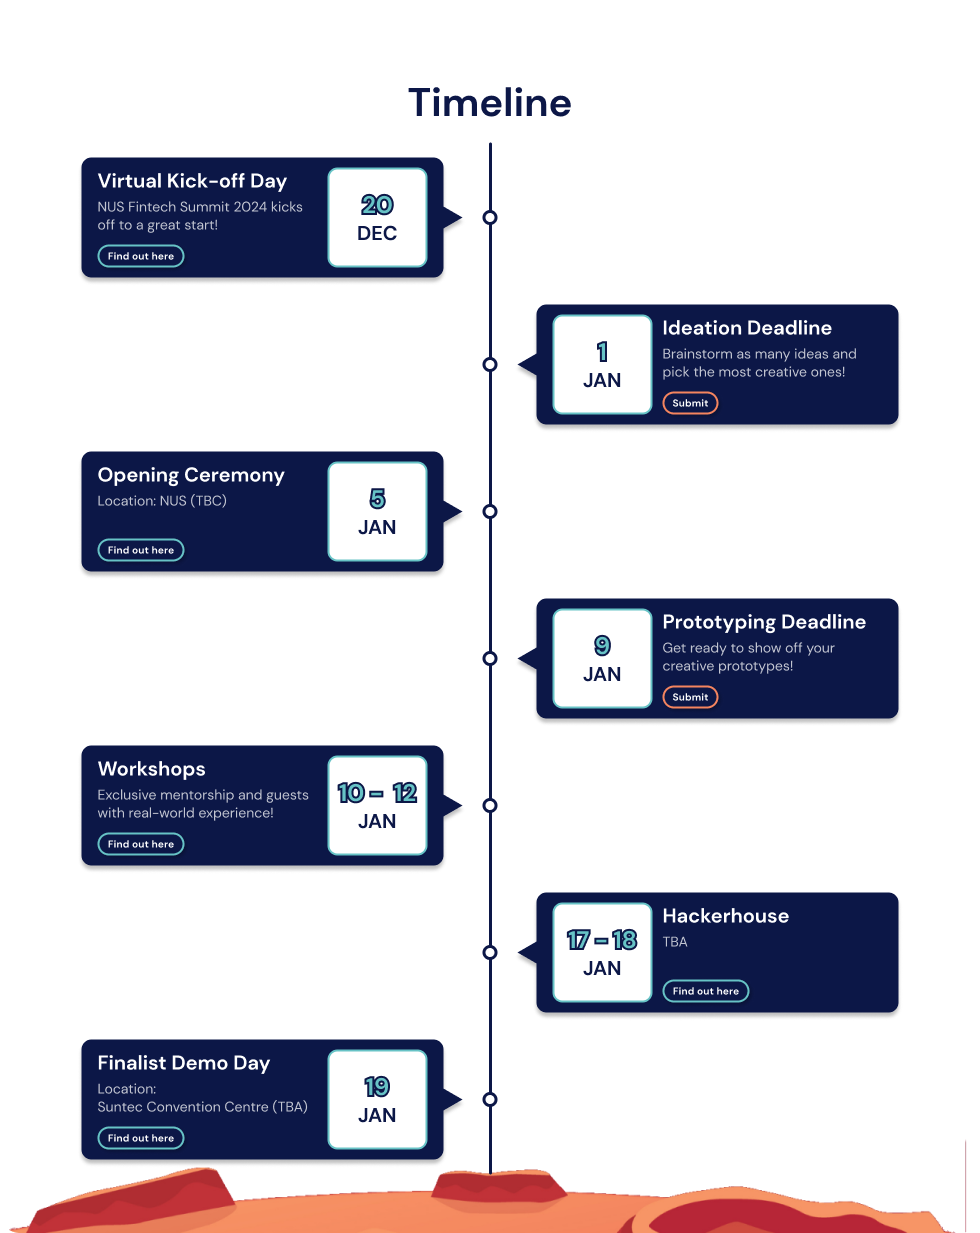 Timeline
Virtual Kick-off Day
NUS Fintech Summit 2024 kicks
off to a great start!
Find out here
20
DEC
1
JAN
Ideation Deadline
Brainstorm as many ideas and
pick the most creative ones!
Submit
Opening Ceremony
Location: NUS (TBC)
Find out here
5
JAN
9
JAN
Prototyping Deadline
Get ready to show off your
creative prototypes!
Submit
Workshops
Exclusive mentorship and guests
with real-world experience!
Find out here
10 - 12
JAN
17 - 18
JAN
Hackerhouse
TBA
Find out here
Finalist Demo Day
Location:
Suntec Convention Centre (TBA)
Find out here
19
JAN